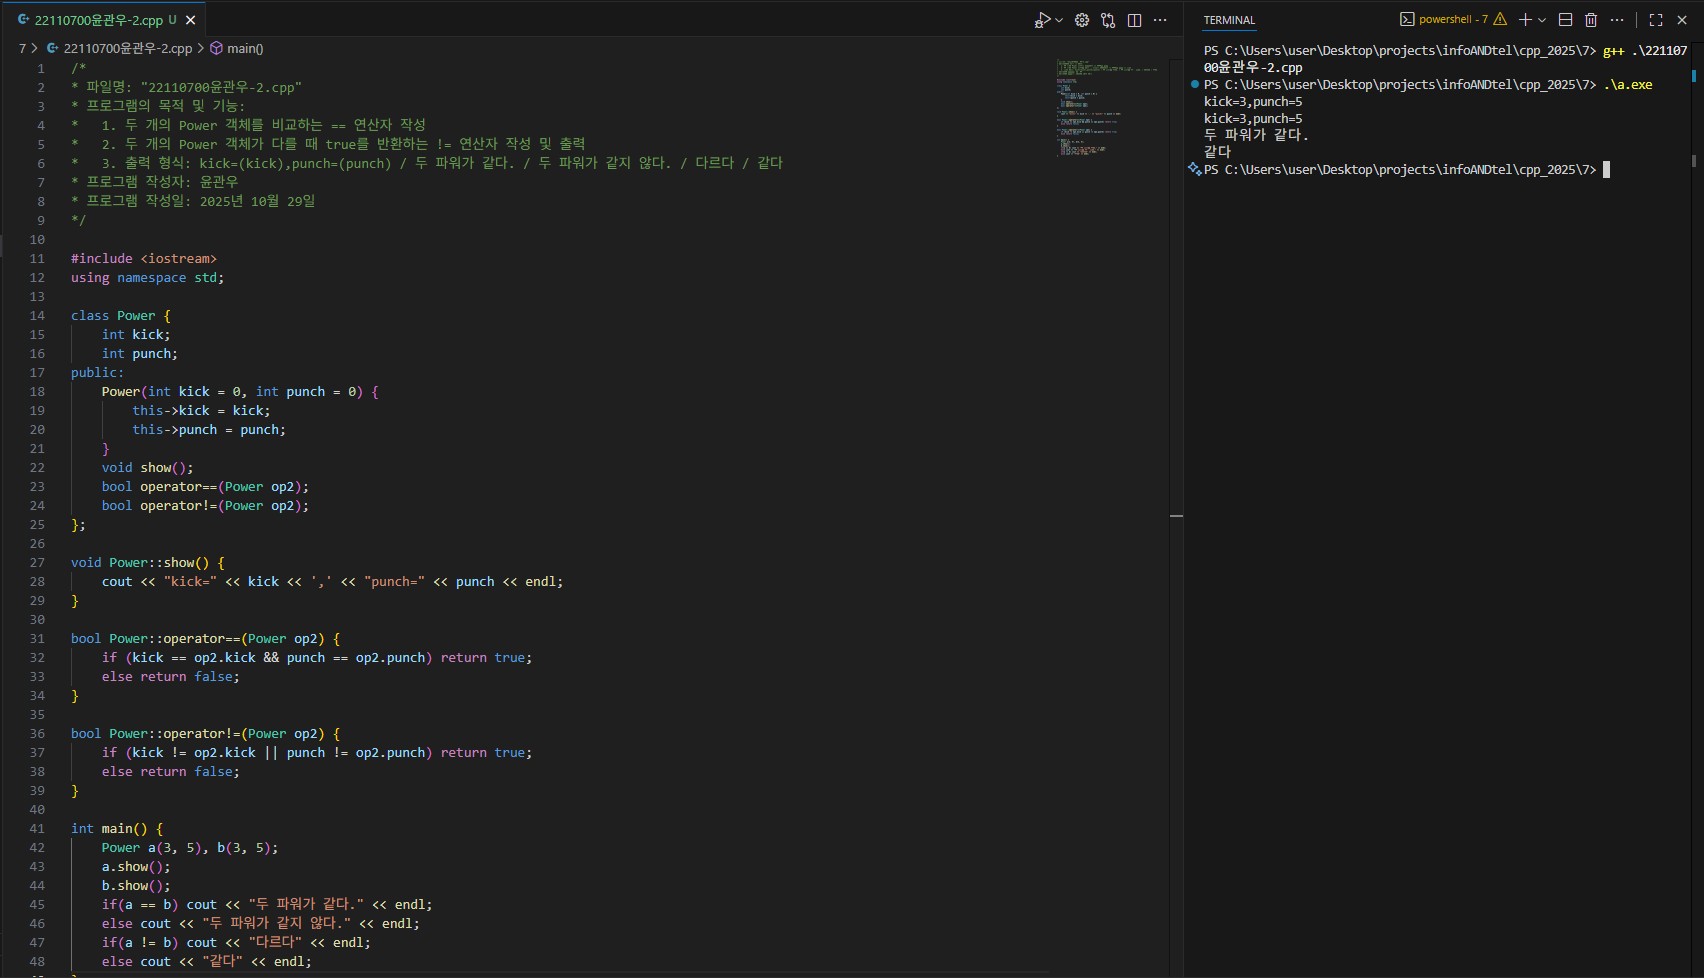 22110700윤관우-2.cpp U
7 > 22110700윤관우-2.cpp > main()
1 /*
2 * 파일명: "22110700윤관우-2.cpp"
3 * 프로그램의 목적 및 기능:
4 *   1. 두 개의 Power 객체를 비교하는 == 연산자 작성
5 *   2. 두 개의 Power 객체가 다를 때 true를 반환하는 != 연산자 작성 및 출력
6 *   3. 출력 형식: kick=(kick),punch=(punch) / 두 파워가 같다. / 두 파워가 같지 않다. / 다르다 / 같다
7 * 프로그램 작성자: 윤관우
8 * 프로그램 작성일: 2025년 10월 29일
9 */
10
11 #include <iostream>
12 using namespace std;
13
14 class Power {
15     int kick;
16     int punch;
17 public:
18     Power(int kick = 0, int punch = 0) {
19         this->kick = kick;
20         this->punch = punch;
21     }
22     void show();
23     bool operator==(Power op2);
24     bool operator!=(Power op2);
25 };
26
27 void Power::show() {
28     cout << "kick=" << kick << ',' << "punch=" << punch << endl;
29 }
30
31 bool Power::operator==(Power op2) {
32     if (kick == op2.kick && punch == op2.punch) return true;
33     else return false;
34 }
35
36 bool Power::operator!=(Power op2) {
37     if (kick != op2.kick || punch != op2.punch) return true;
38     else return false;
39 }
40
41 int main() {
42     Power a(3, 5), b(3, 5);
43     a.show();
44     b.show();
45     if(a == b) cout << "두 파워가 같다." << endl;
46     else cout << "두 파워가 같지 않다." << endl;
47     if(a != b) cout << "다르다" << endl;
48     else cout << "같다" << endl;
TERMINAL
powershell - 7
PS C:\Users\user\Desktop\projects\infoANDtel\cpp_2025\7> g++ .\221107
00윤관우-2.cpp
PS C:\Users\user\Desktop\projects\infoANDtel\cpp_2025\7> .\a.exe
kick=3,punch=5
kick=3,punch=5
두 파워가 같다.
같다
PS C:\Users\user\Desktop\projects\infoANDtel\cpp_2025\7>